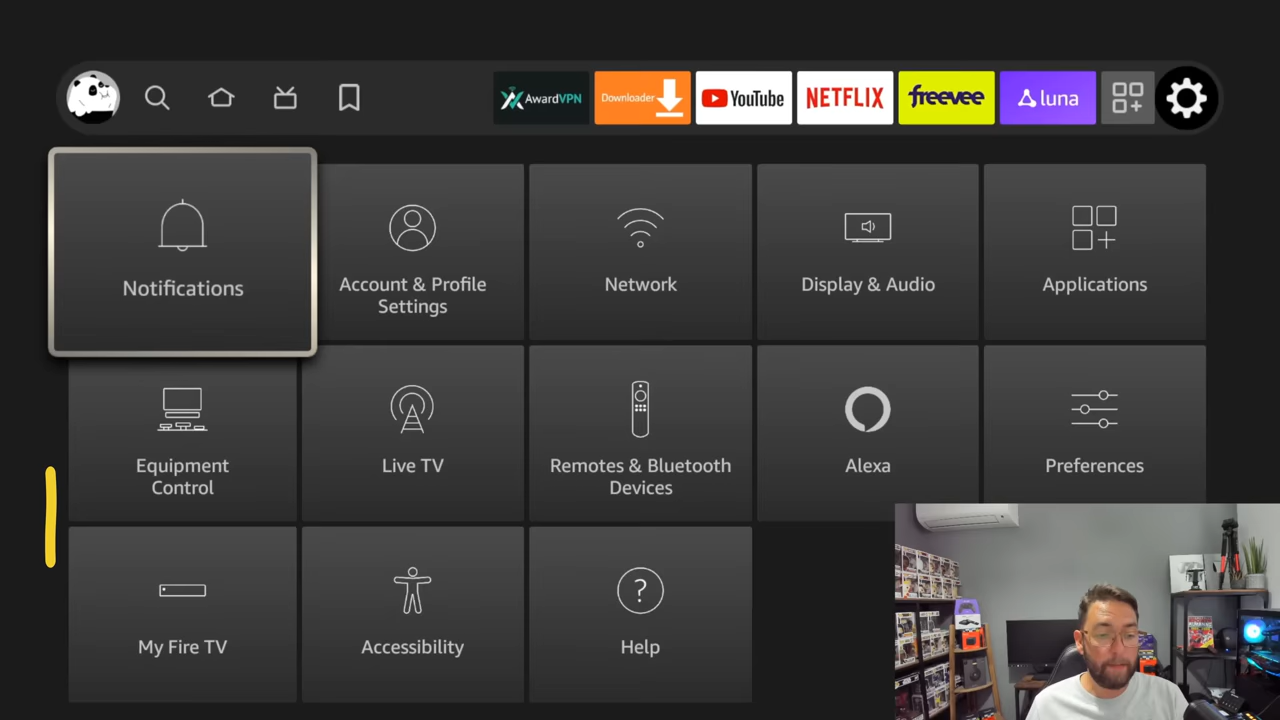 AwardVPN
Downloader
YouTube
NETFLIX
freevee
luna
Notifications
Account & Profile
Settings
Network
Display & Audio
Applications
Equipment
Control
Live TV
Remotes & Bluetooth
Devices
Alexa
Preferences
My Fire TV
Accessibility
?
Help